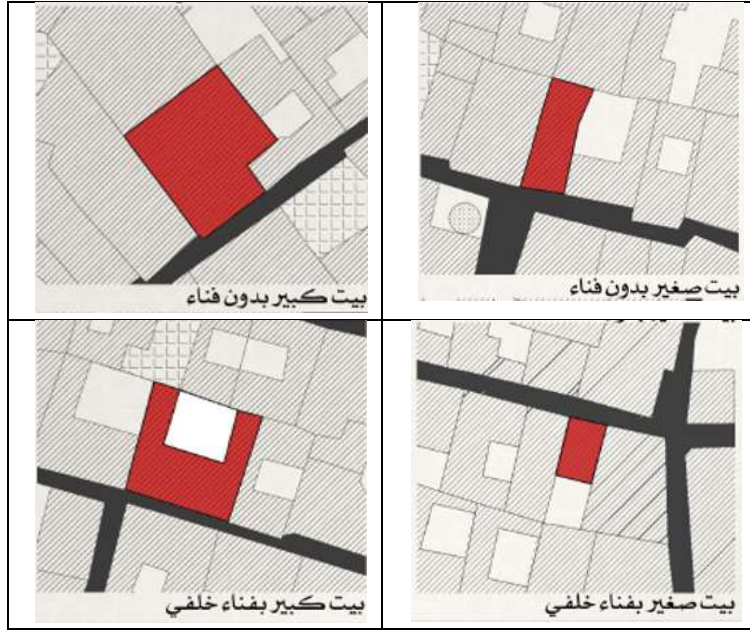 بيت صغير بدون فناء
بيت كبير بدون فناء
بيت صغير بفناء خلفي
بيت كبير بفناء خلفي